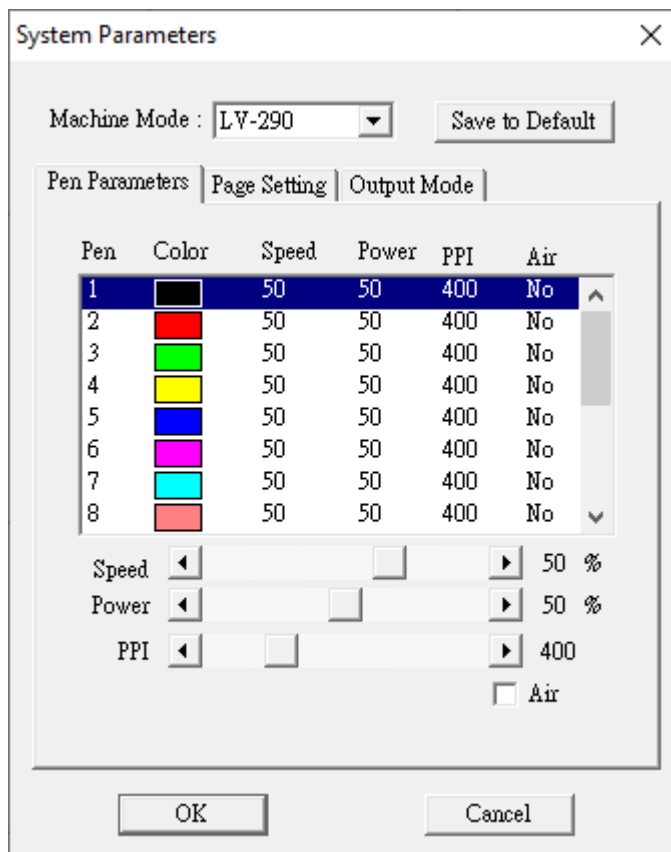 System Parameters
Machine Mode : LV-290 Save to Default
Pen Parameters Page Setting Output Mode
Pen Color Speed Power PPI Air
1 50 50 400 No
2 50 50 400 No
3 50 50 400 No
4 50 50 400 No
5 50 50 400 No
6 50 50 400 No
7 50 50 400 No
8 50 50 400 No
Speed 50 %
Power 50 %
PPI 400
Air
OK Cancel